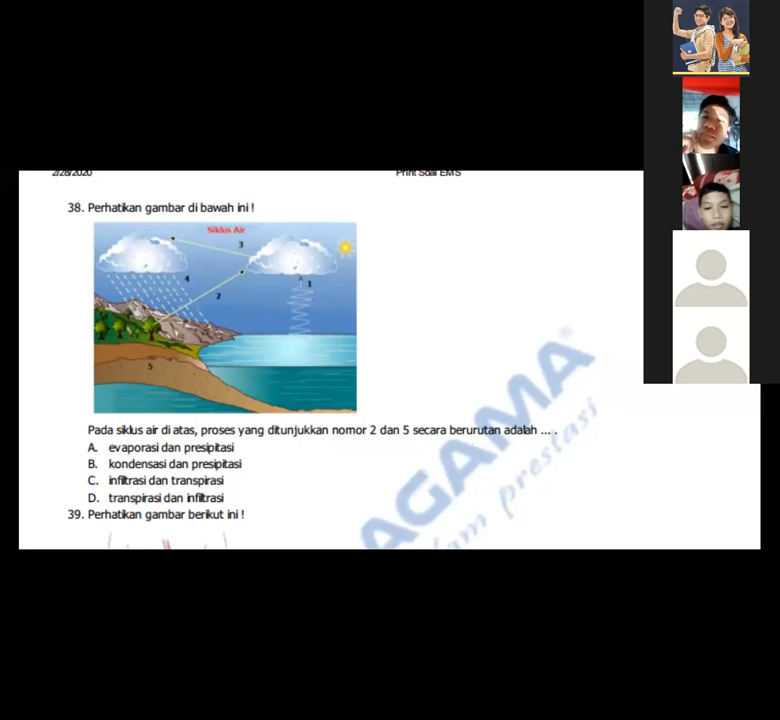 2/28/2020 Print Soal EMS
38. Perhatikan gambar di bawah ini !
Siklus Air
3
1
4
2
5
Pada siklus air di atas, proses yang ditunjukkan nomor 2 dan 5 secara berurutan adalah ... .
A. evaporasi dan presipitasi
B. kondensasi dan presipitasi
C. infiltrasi dan transpirasi
D. transpirasi dan infiltrasi
39. Perhatikan gambar berikut ini !
AGAMA
prestasi